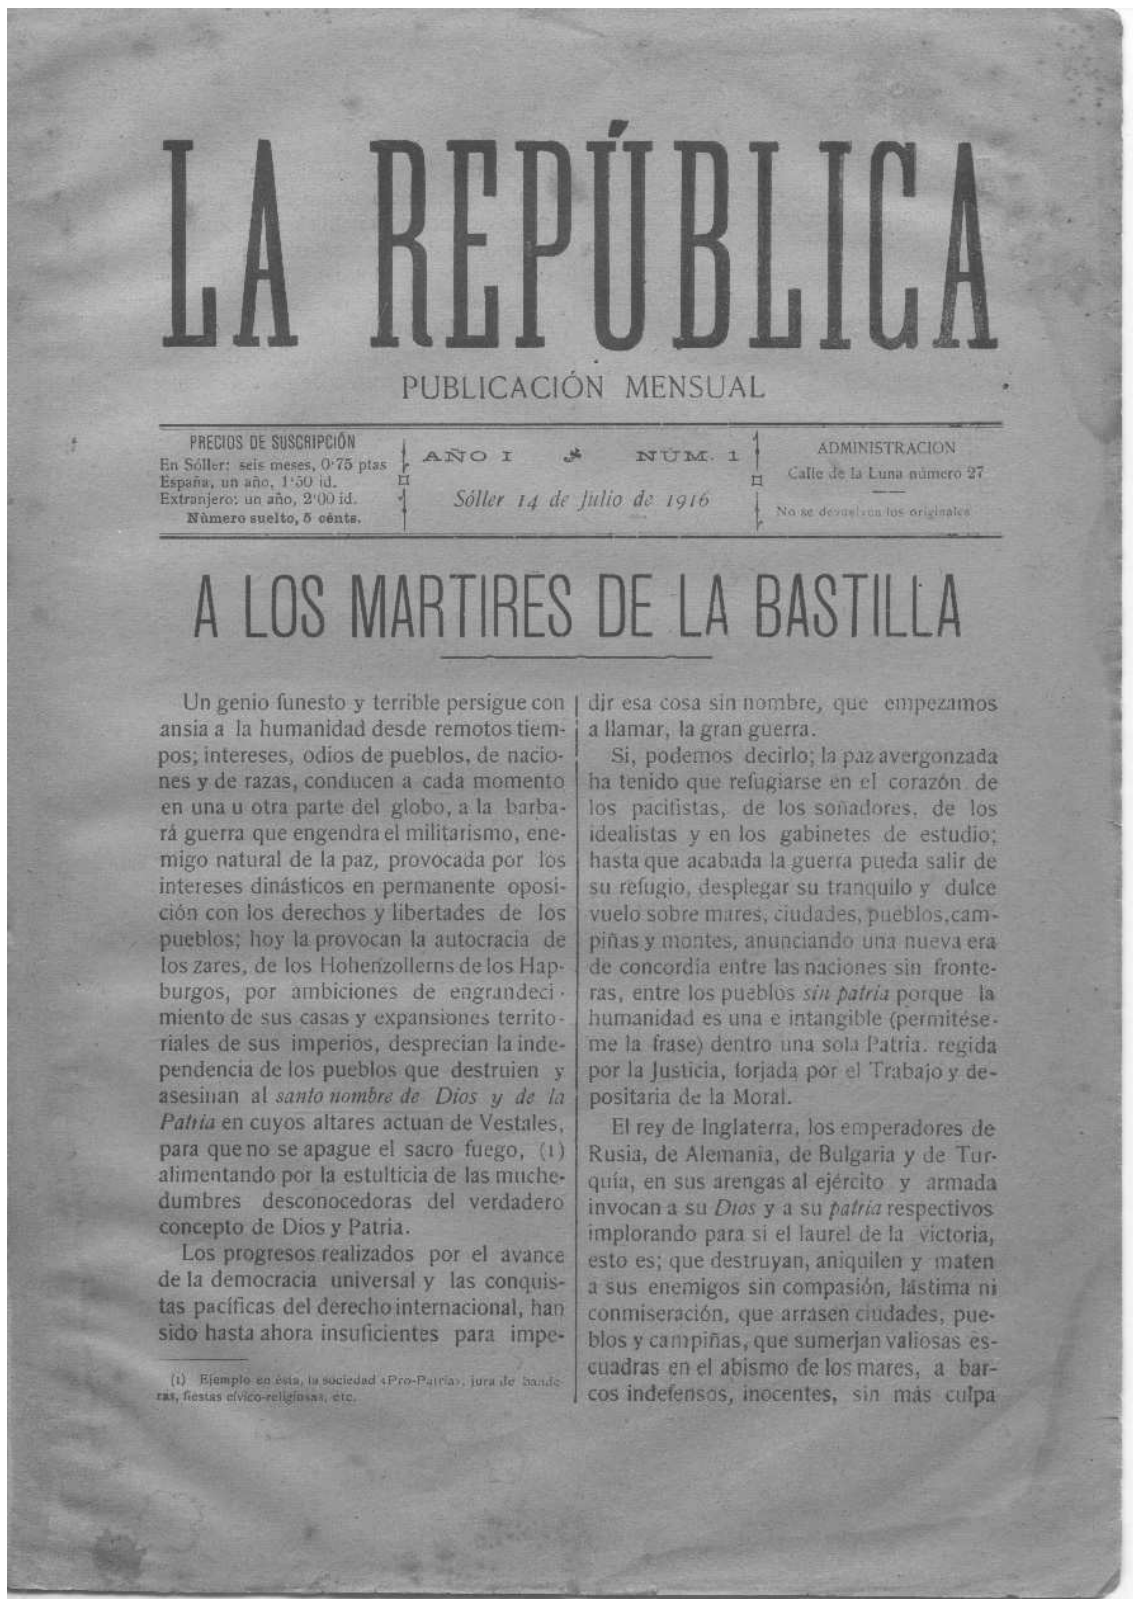 LA REPÚBLICA
PUBLICACIÓN MENSUAL
PRECIOS DE SUSCRIPCIÓN
En Sóller: seis meses, 0'75 ptas
España, un año, 1'50 id.
Extranjero: un año, 2'00 id.
Número suelto, 5 cénts.
AÑO I NÚM. 1
Sóller 14 de Julio de 1916
ADMINISTRACION
Calle de la Luna número 27
No se devuelven los originales
A LOS MARTIRES DE LA BASTILLA
Un genio funesto y terrible persigue con
ansia a la humanidad desde remotos tiem-
pos; intereses, odios de pueblos, de nacio-
nes y de razas, conducen a cada momento
en una u otra parte del globo, a la barba-
rá guerra que engendra el militarismo, ene-
migo natural de la paz, provocada por los
intereses dinásticos en permanente oposi-
ción con los derechos y libertades de los
pueblos; hoy la provocan la autocracia de
los zares, de los Hohenzollerns de los Hap-
burgos, por ambiciones de engrandeci-
miento de sus casas y expansiones territo-
riales de sus imperios, desprecian la inde-
pendencia de los pueblos que destruien y
asesinan al santo nombre de Dios y de la
Patria en cuyos altares actuan de Vestales,
para que no se apague el sacro fuego, (1)
alimentando por la estulticia de las muche-
dumbres desconocedoras del verdadero
concepto de Dios y Patria.
Los progresos realizados por el avance
de la democracia universal y las conquis-
tas pacíficas del derecho internacional, han
sido hasta ahora insuficientes para impe-
(1) Ejemplo en ésta, la sociedad «Pro-Patria», jura de bande-
ras, fiestas cívico-religiosas, etc.
dir esa cosa sin nombre, que empezamos
a llamar, la gran guerra.
Si, podemos decirlo; la paz avergonzada
ha tenido que refugiarse en el corazón de
los pacifistas, de los soñadores, de los
idealistas y en los gabinetes de estudio;
hasta que acabada la guerra pueda salir de
su refugio, desplegar su tranquilo y dulce
vuelo sobre mares, ciudades, pueblos, cam-
piñas y montes, anunciando una nueva era
de concordia entre las naciones sin fronte-
ras, entre los pueblos sin patria porque la
humanidad es una e intangible (permitése-
me la frase) dentro una sola Patria. regida
por la Justicia, forjada por el Trabajo y de-
positaria de la Moral.
El rey de Inglaterra, los emperadores de
Rusia, de Alemania, de Bulgaria y de Tur-
quía, en sus arengas al ejército y armada
invocan a su Dios y a su patria respectivos
implorando para si el laurel de la victoria,
esto es; que destruyan, aniquilen y maten
a sus enemigos sin compasión, lástima ni
conmiseración, que arrasen ciudades, pue-
blos y campiñas, que sumerjan valiosas es-
cuadras en el abismo de los mares, a bar-
cos indefensos, inocentes, sin más culpa